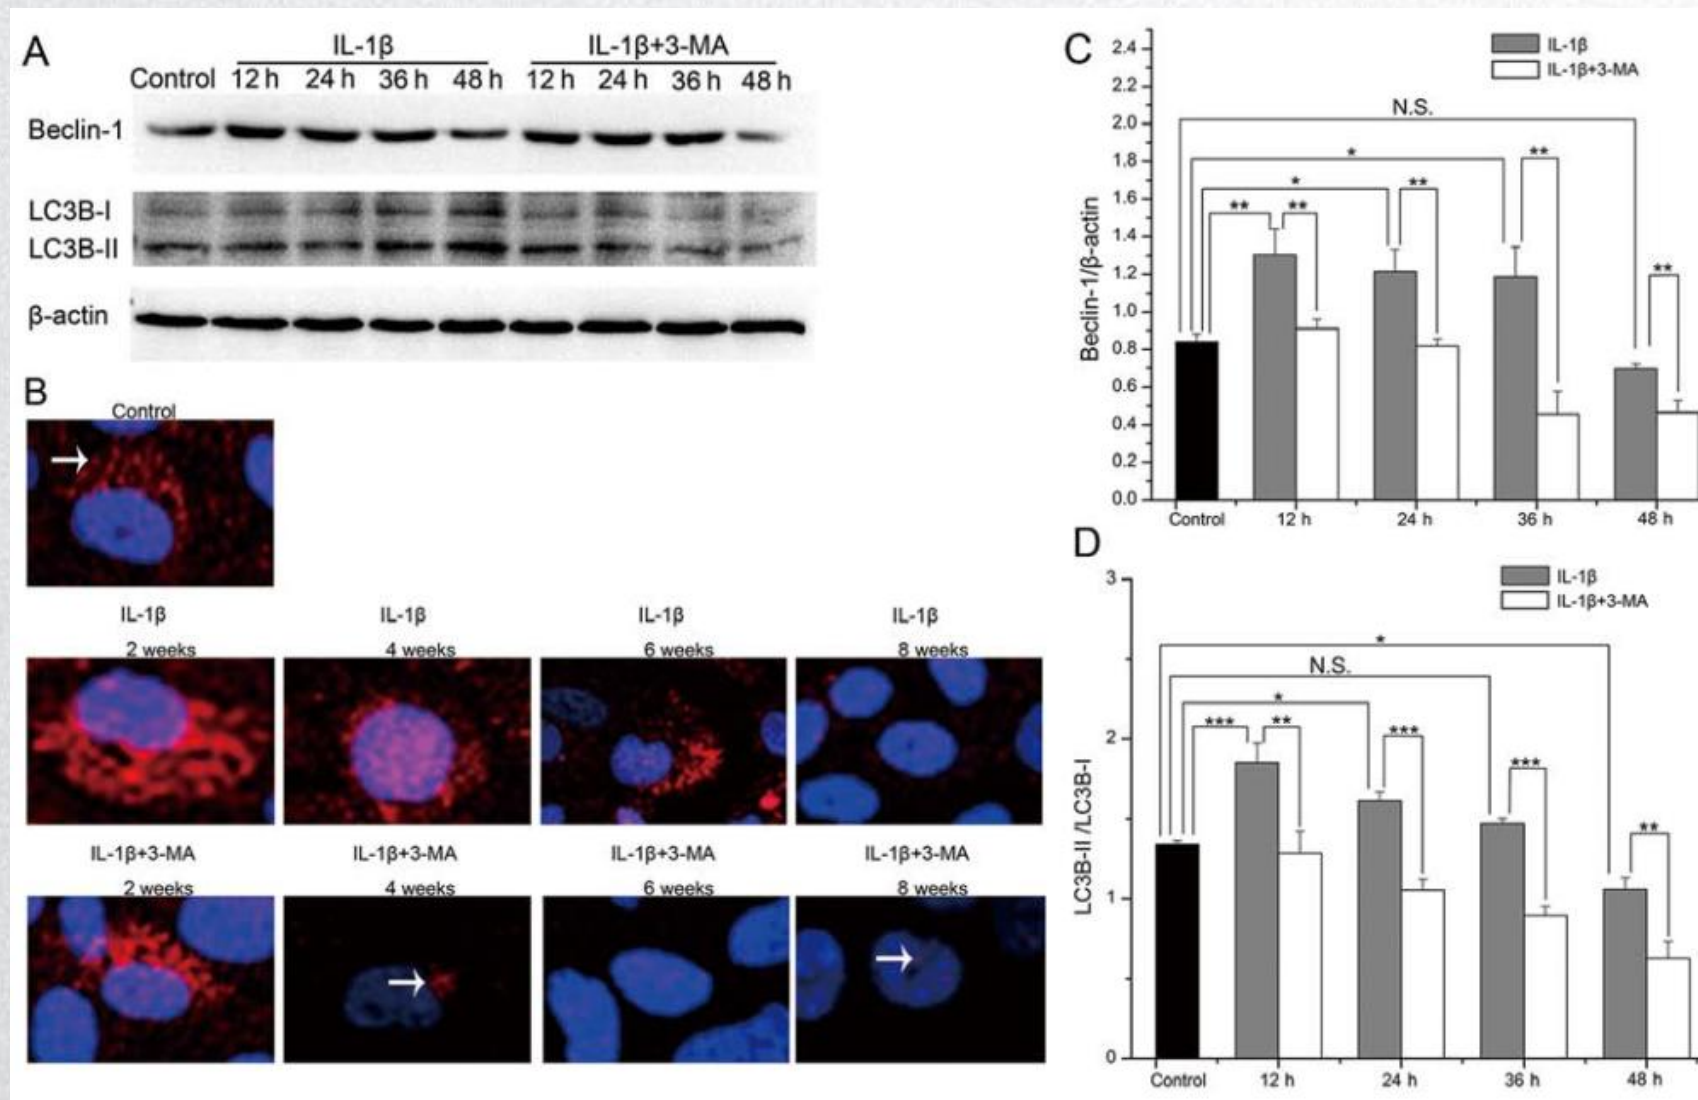 A
IL-1β IL-1β+3-MA
Control 12 h 24 h 36 h 48 h 12 h 24 h 36 h 48 h
Beclin-1
LC3B-I
LC3B-II
β-actin
B
Control
IL-1β IL-1β IL-1β IL-1β
2 weeks 4 weeks 6 weeks 8 weeks
IL-1β+3-MA IL-1β+3-MA IL-1β+3-MA IL-1β+3-MA
2 weeks 4 weeks 6 weeks 8 weeks
C
IL-1β
IL-1β+3-MA
2.4
2.2
2.0
1.8
1.6
1.4
1.2
1.0
0.8
0.6
0.4
0.2
0.0
Beclin-1/β-actin
N.S.
* **
* **
** **
**
Control 12 h 24 h 36 h 48 h
D
IL-1β
IL-1β+3-MA
3
2
1
0
LC3B-II /LC3B-I
*
N.S.
*
*** ** ***
***
**
Control 12 h 24 h 36 h 48 h